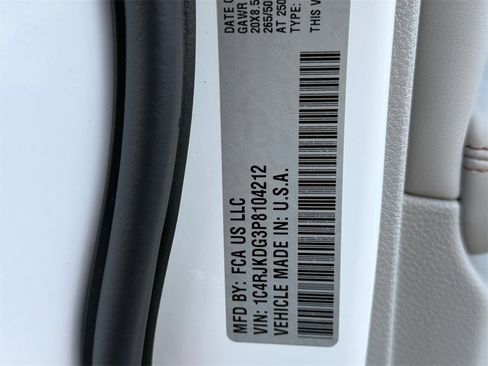 DATE O
GAWR
20X8.5
265/50
AT 250
TYPE:
THIS V
MFD BY: FCA US LLC
VIN: 1C4RJKDG3P8104212
VEHICLE MADE IN: U.S.A.